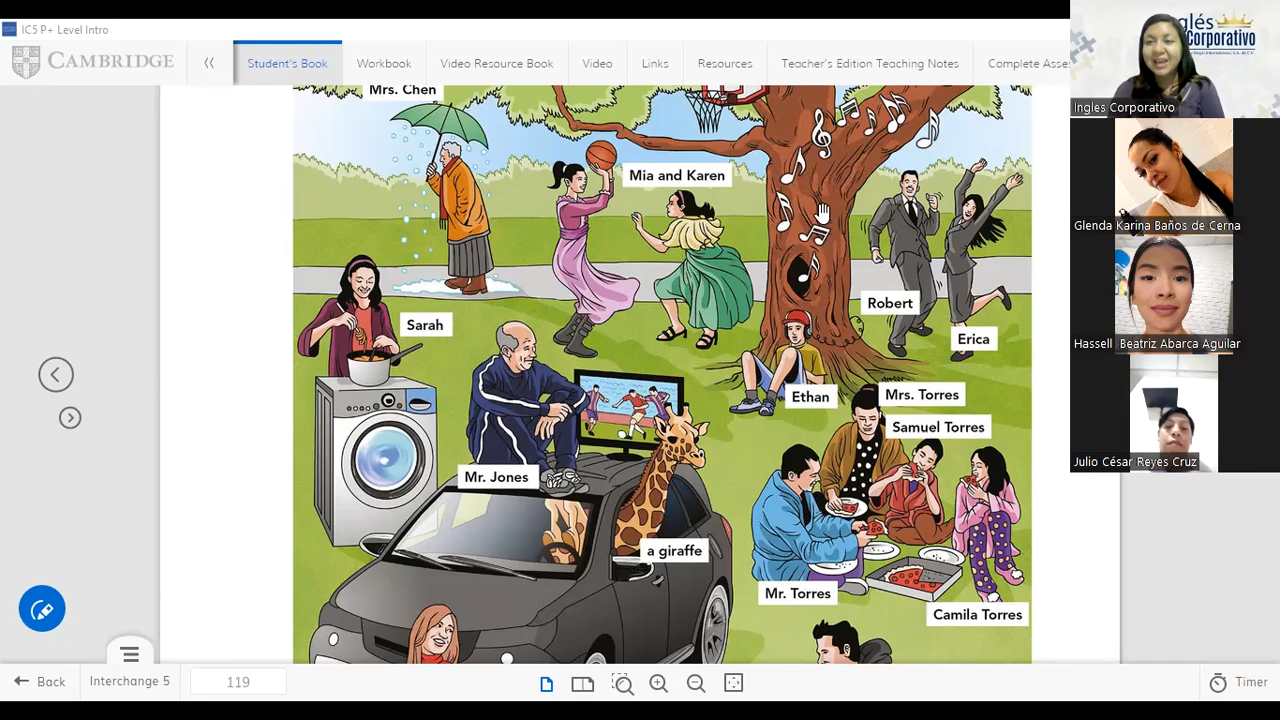 IC5 P+ Level Intro
CAMBRIDGE
Student's Book
Workbook
Video Resource Book
Video
Links
Resources
Teacher's Edition Teaching Notes
Complete Asse
Inglés Corporativo
Ingles Corporativo
Glenda Karina Baños de Cerna
Hassell Beatriz Abarca Aguilar
Julio César Reyes Cruz
Mrs. Chen
Mia and Karen
Sarah
Robert
Erica
Ethan
Mrs. Torres
Samuel Torres
Mr. Jones
a giraffe
Mr. Torres
Camila Torres
Back
Interchange 5
119
Timer